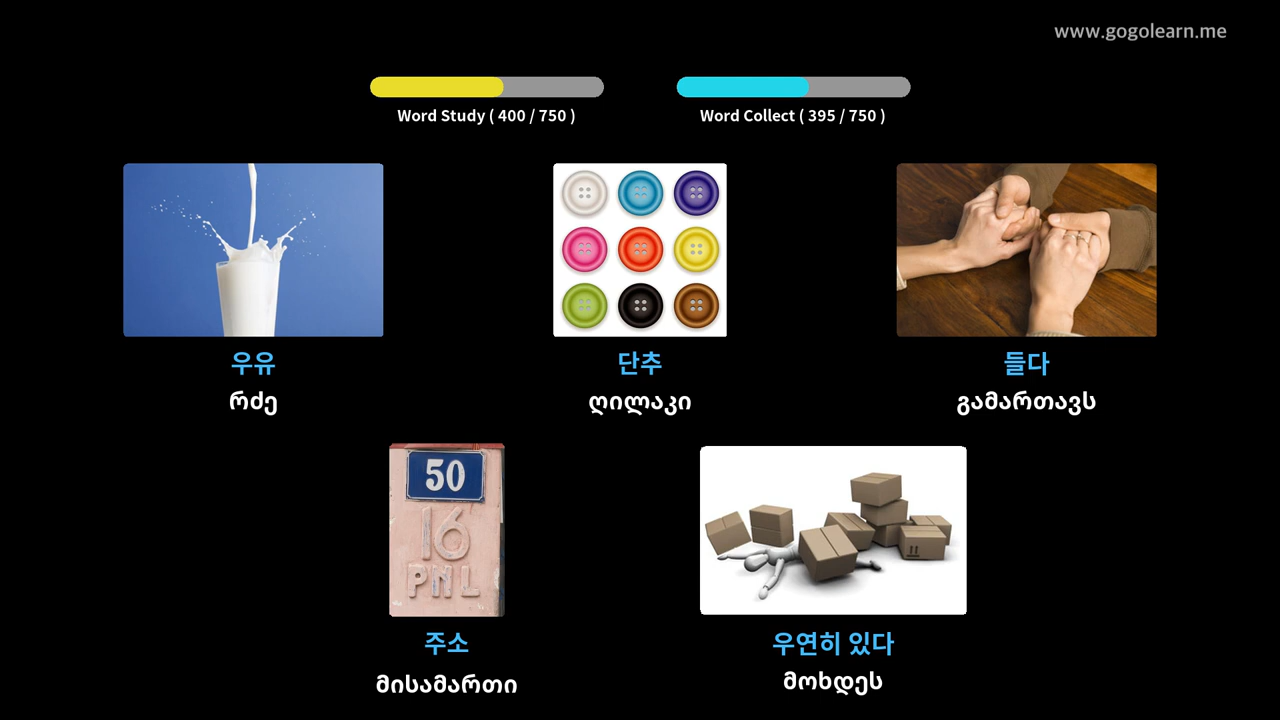 www.gogolearn.me
Word Study ( 400 / 750 )
Word Collect ( 395 / 750 )
우유
რძე
단추
ღილაკი
들다
გამართავს
50
16
PNL
주소
მისამართი
우연히 있다
მოხდეს